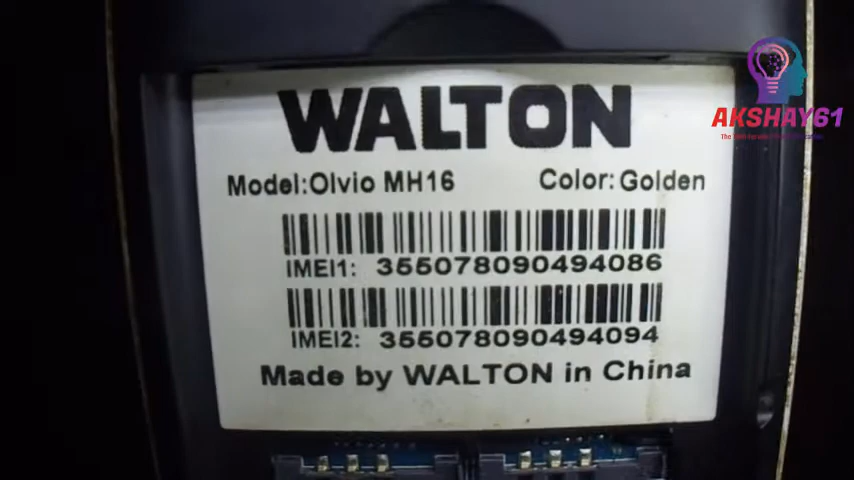 WALTON
Model:Olvio MH16 Color:Golden
IMEI1: 355078090494086
IMEI2: 355078090494094
Made by WALTON in China
AKSHAY61